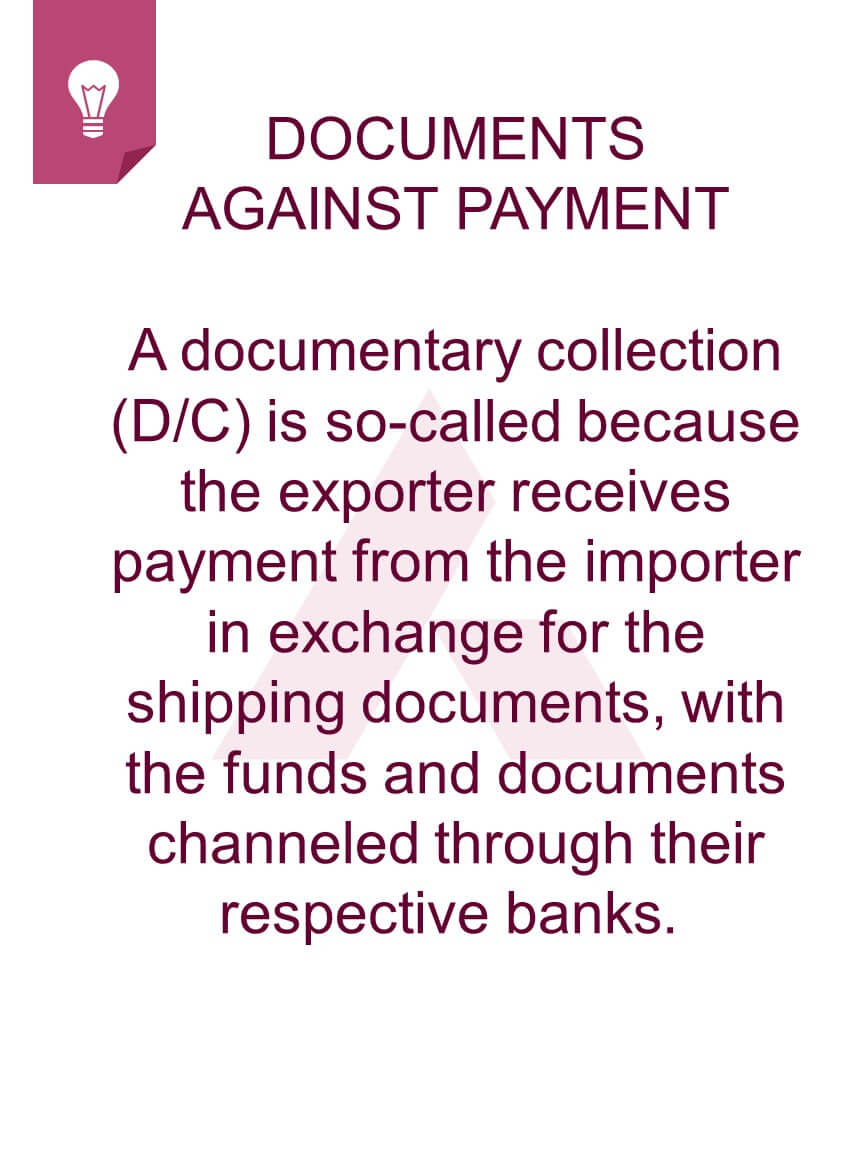 DOCUMENTS
AGAINST PAYMENT
A documentary collection
(D/C) is so-called because
the exporter receives
payment from the importer
in exchange for the
shipping documents, with
the funds and documents
channeled through their
respective banks.